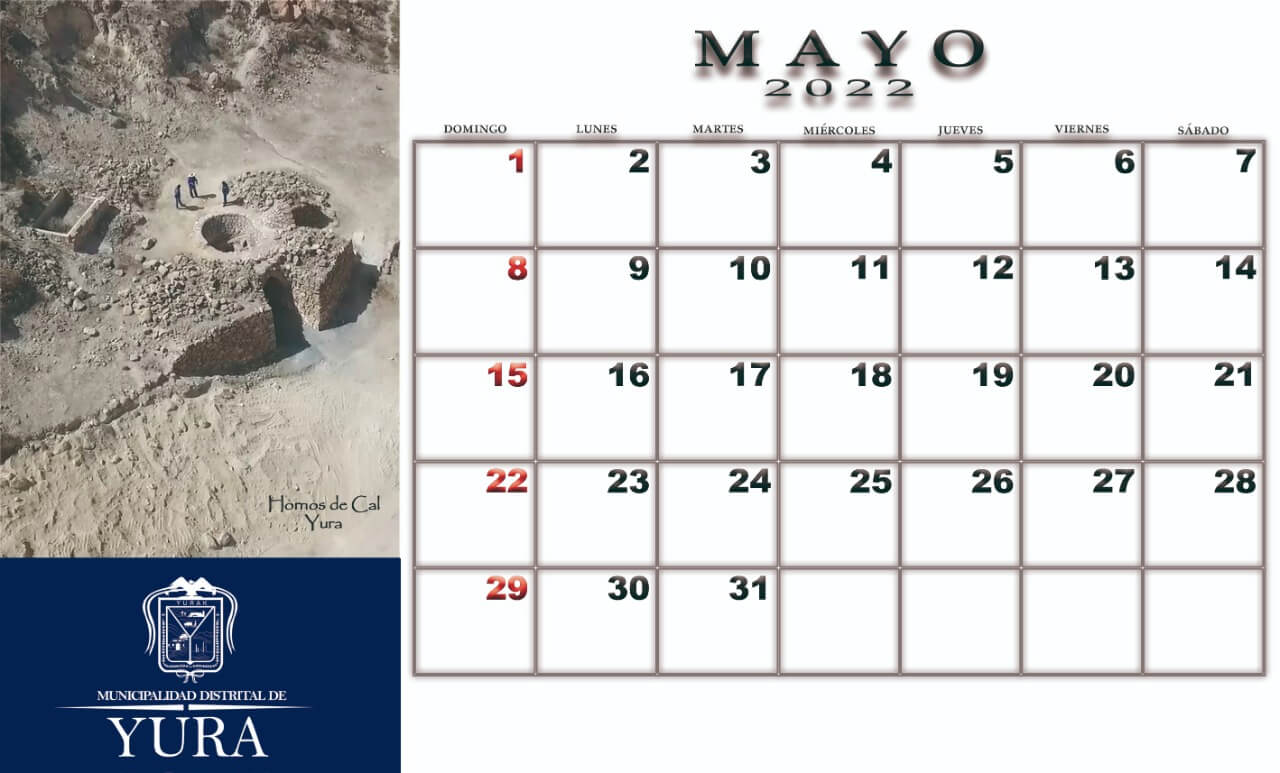 MAYO
2022
DOMINGO LUNES MARTES MIÉRCOLES JUEVES VIERNES SÁBADO
1 2 3 4 5 6 7
8 9 10 11 12 13 14
15 16 17 18 19 20 21
22 23 24 25 26 27 28
29 30 31
Hornos de Cal
Yura
YURAK
MUNICIPALIDAD DISTRITAL DE
YURA